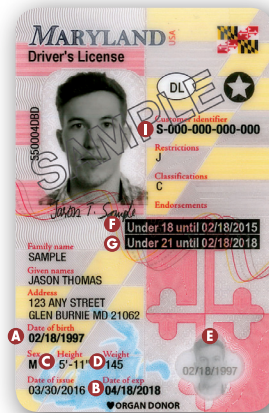 MARYLAND USA
Driver's License
DL
SAMPLE
550004DBD
Customer identifier
I S-000-000-000-000
Restrictions
J
Classifications
C
Endorsements
Jason T. Sample
F Under 18 until 02/18/2015
G Under 21 until 02/18/2018
Family name
SAMPLE
Given names
JASON THOMAS
Address
123 ANY STREET
GLEN BURNIE MD 21062
A Date of birth
02/18/1997
E
02/18/1997
Sex C Height D Weight
M 5'-11" 145
Date of issue B Date of exp
03/30/2016 04/18/2018
♥ORGAN DONOR